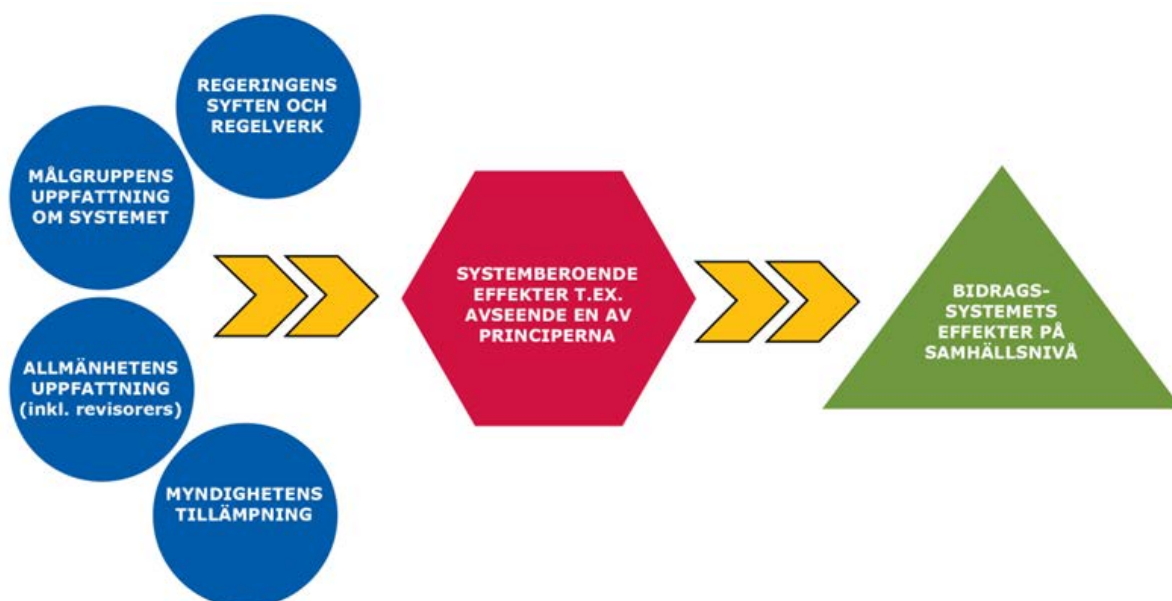 REGERINGENS
SYFTEN OCH
REGELVERK
MÅLGRUPPENS
UPPFATTNING
OM SYSTEMET
ALLMÄNHETENS
UPPFATTNING
(inkl. revisorers)
MYNDIGHETENS
TILLÄMPNING
SYSTEMBEROENDE
EFFEKTER T.EX.
AVSEENDE EN AV
PRINCIPERNA
BIDRAGS-
SYSTEMETS
EFFEKTER PÅ
SAMHÄLLSNIVÅ